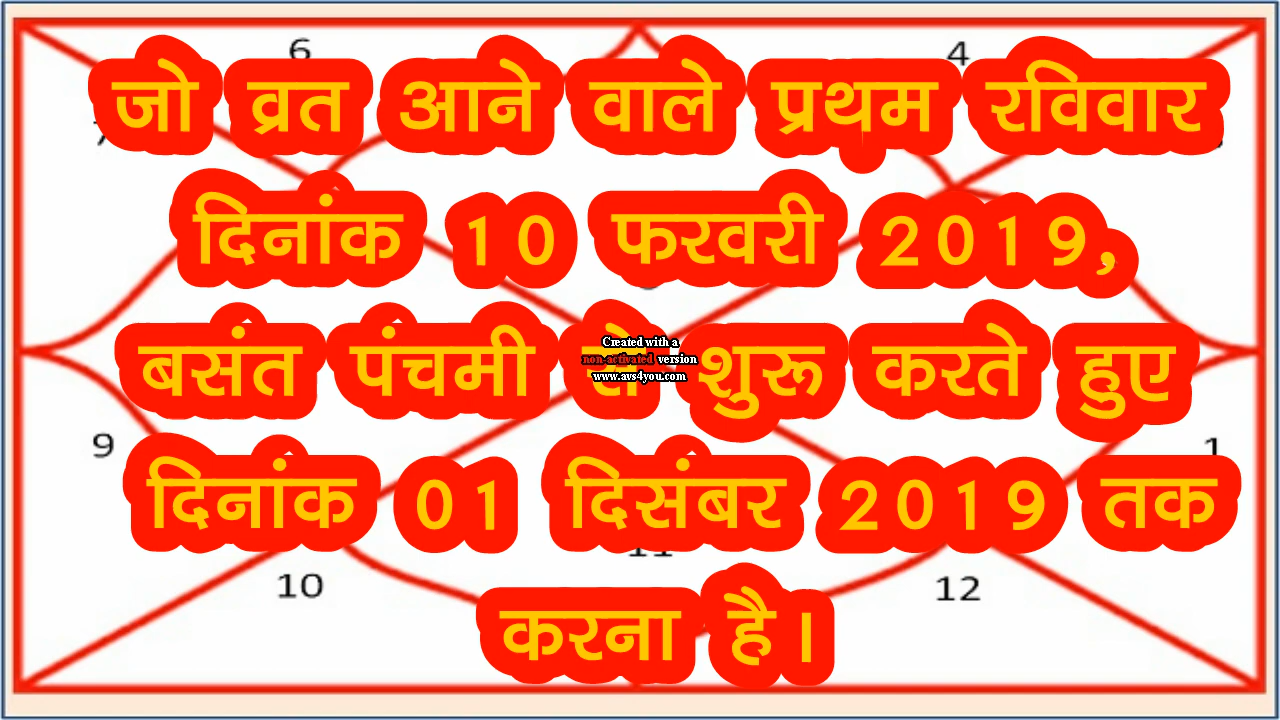 6
4
जो व्रत आने वाले प्रथम रविवार
दिनांक 10 फरवरी 2019,
बसंत पंचमी से शुरू करते हुए
Created with a
non-activated version
www.avs4you.com
9
1
दिनांक 01 दिसंबर 2019 तक
11
10
12
करना है।